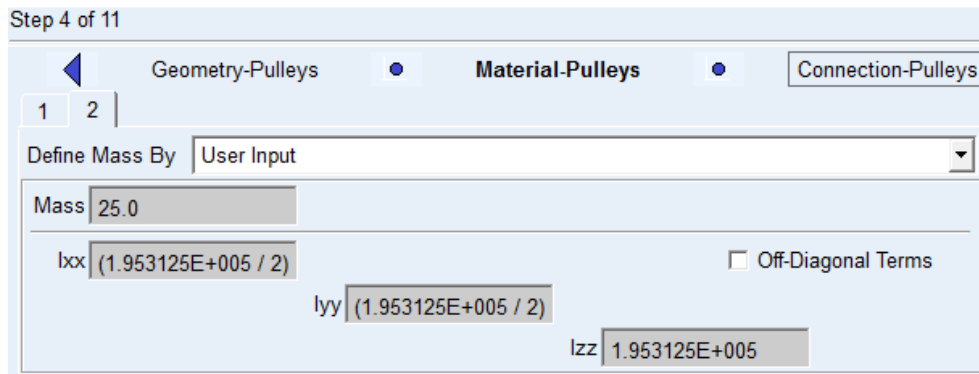 Step 4 of 11
Geometry-Pulleys Material-Pulleys Connection-Pulleys
1 2
Define Mass By User Input
Mass 25.0
Ixx (1.953125E+005 / 2) Off-Diagonal Terms
Iyy (1.953125E+005 / 2)
Izz 1.953125E+005